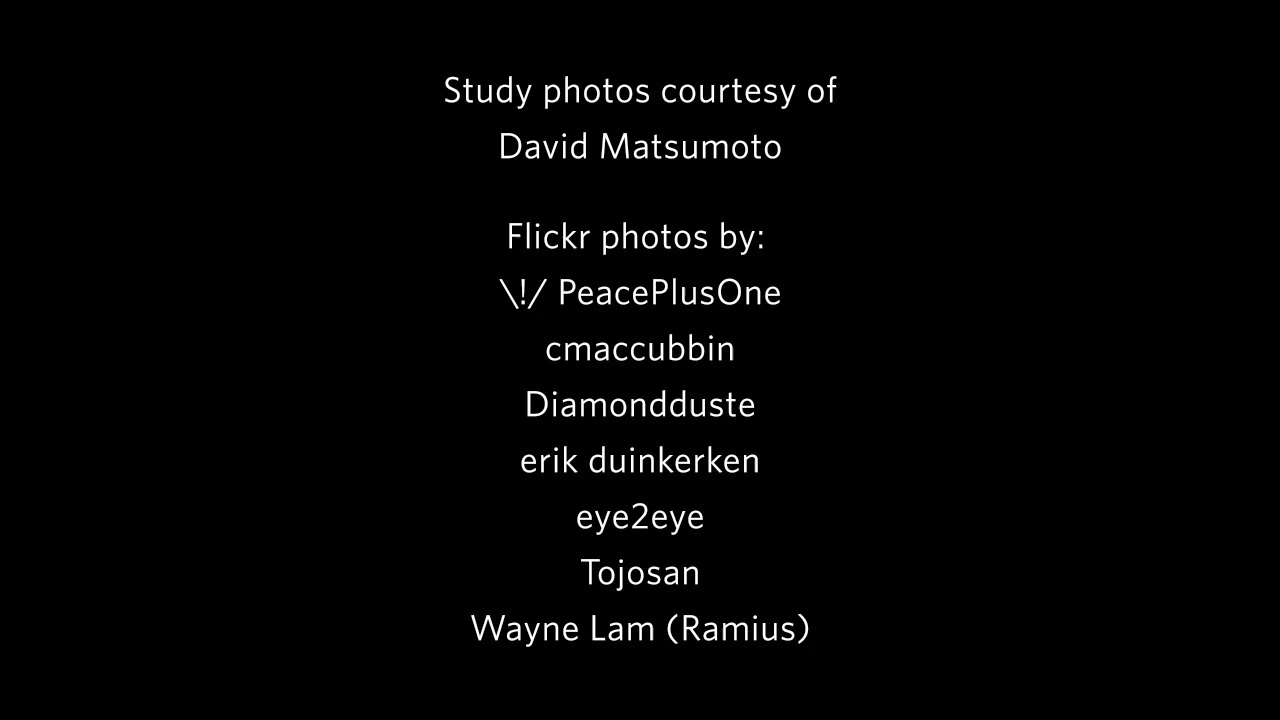 Study photos courtesy of
David Matsumoto
Flickr photos by:
\!/ PeacePlusOne
cmaccubbin
Diamondduste
erik duinkerken
eye2eye
Tojosan
Wayne Lam (Ramius)